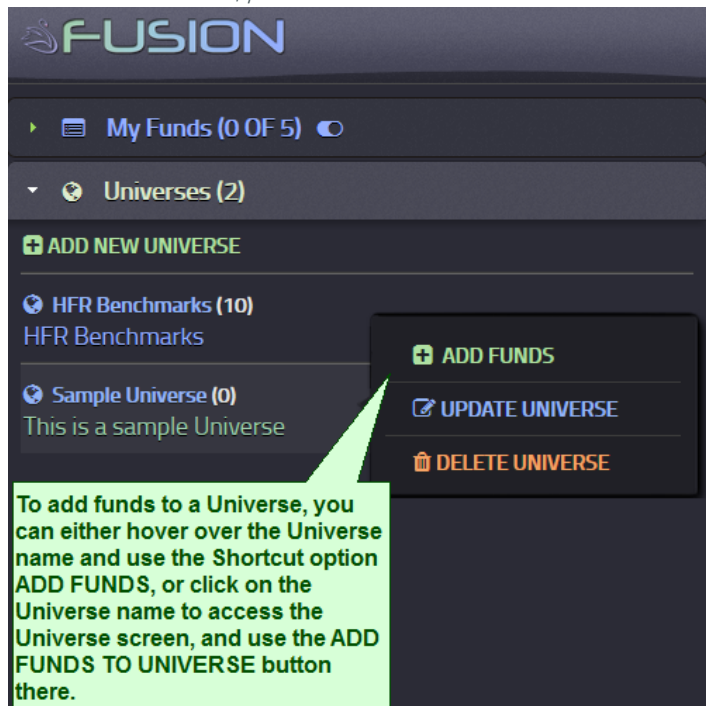 FUSION
My Funds (0 OF 5)
Universes (2)
ADD NEW UNIVERSE
HFR Benchmarks (10)
HFR Benchmarks
ADD FUNDS
Sample Universe (0)
This is a sample Universe
UPDATE UNIVERSE
DELETE UNIVERSE
To add funds to a Universe, you
can either hover over the Universe
name and use the Shortcut option
ADD FUNDS, or click on the
Universe name to access the
Universe screen, and use the ADD
FUNDS TO UNIVERSE button
there.